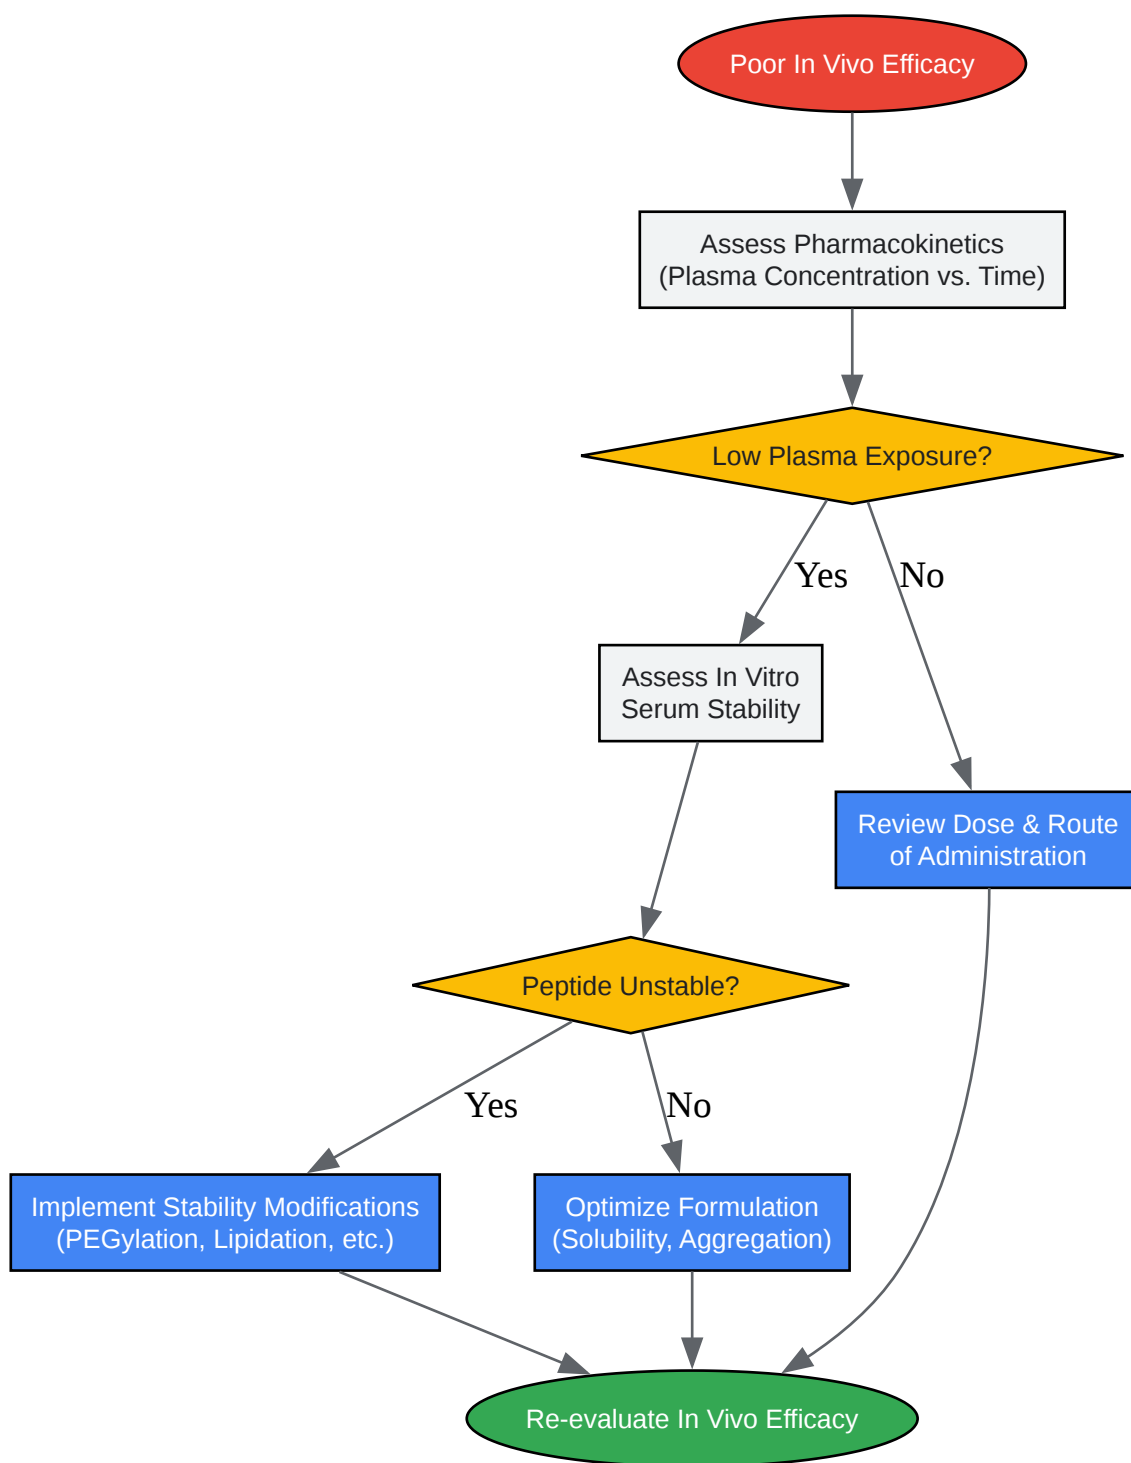 Poor In Vivo Efficacy
Assess Pharmacokinetics
(Plasma Concentration vs. Time)
Low Plasma Exposure?
Yes
No
Assess In Vitro
Serum Stability
Review Dose & Route
of Administration
Peptide Unstable?
Yes
No
Implement Stability Modifications
(PEGylation, Lipidation, etc.)
Optimize Formulation
(Solubility, Aggregation)
Re-evaluate In Vivo Efficacy